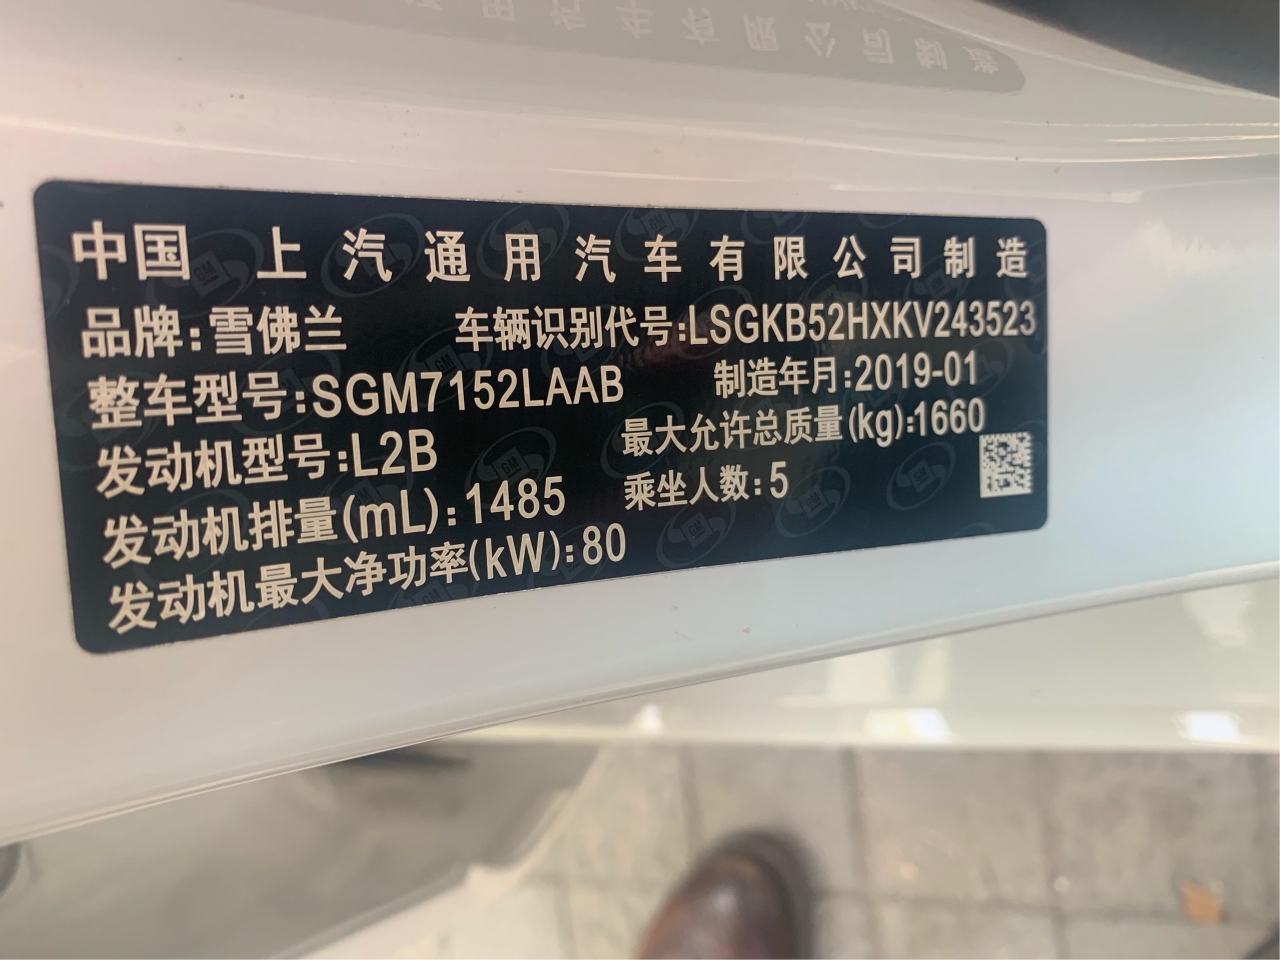 中国 上汽通用汽车有限公司制造
品牌:雪佛兰 车辆识别代号:LSGKB52HXKV243523
整车型号:SGM7152LAAB 制造年月:2019-01
发动机型号:L2B 最大允许总质量(kg):1660
发动机排量(mL):1485 乘坐人数:5
发动机最大净功率(kW):80